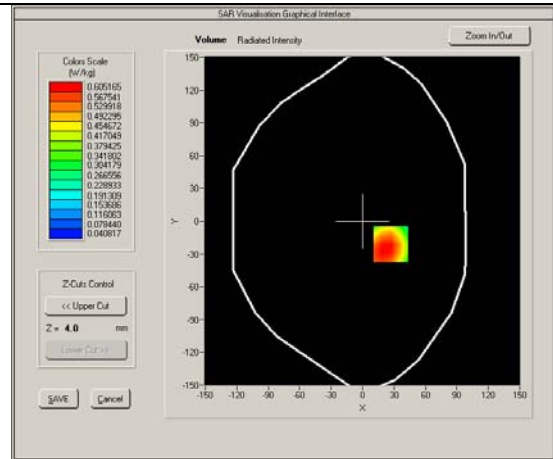 SAR Visualisation Graphical Interface
Volume Radiated Intensity
Zoom In/Out
Colors Scale
(W/kg)
0.605165
0.567541
0.529918
0.492295
0.454672
0.417049
0.379425
0.341802
0.304179
0.266556
0.228933
0.191309
0.153686
0.116063
0.078440
0.040817
Z-Cuts Control
<< Upper Cut
Z = 4.0 mm
Lower Cut >>
SAVE Cancel
150
120
90
60
30
0
-30
-60
-90
-120
-150
Y
-150 -120 -90 -60 -30 0 30 60 90 120 150
X